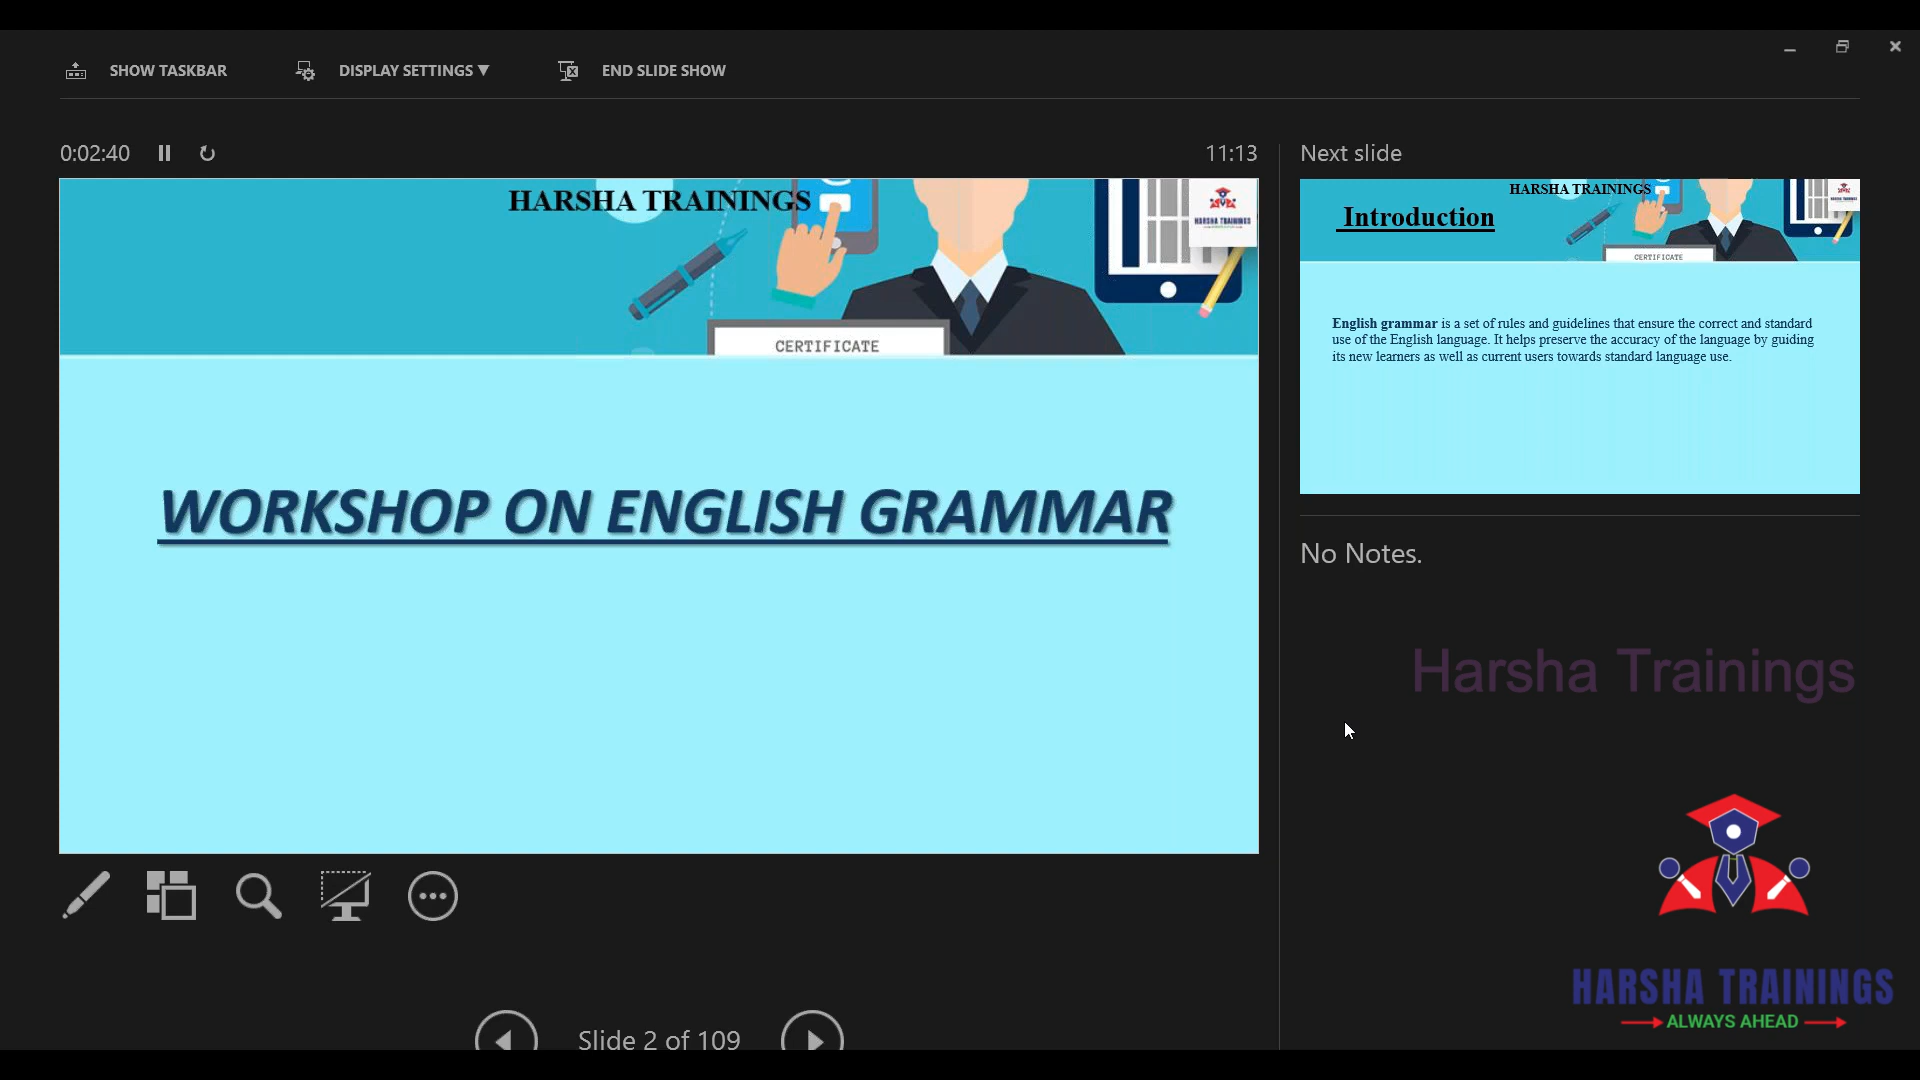 SHOW TASKBAR
DISPLAY SETTINGS ▼
END SLIDE SHOW
0:02:40
11:13
Next slide
HARSHA TRAININGS
HARSHA TRAININGS
CERTIFICATE
WORKSHOP ON ENGLISH GRAMMAR
HARSHA TRAININGS
Introduction
CERTIFICATE
English grammar is a set of rules and guidelines that ensure the correct and standard
use of the English language. It helps preserve the accuracy of the language by guiding
its new learners as well as current users towards standard language use.
No Notes.
Harsha Trainings
HARSHA TRAININGS
ALWAYS AHEAD
Slide 2 of 109